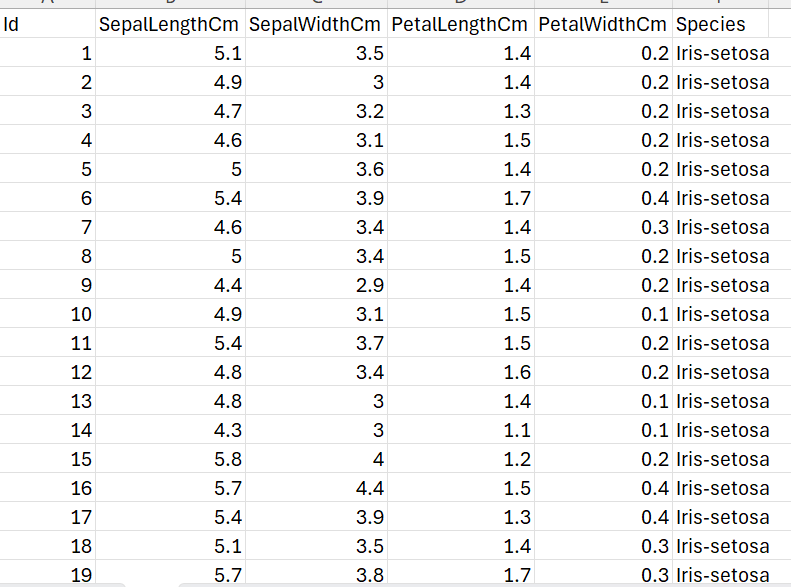 Id SepalLengthCm SepalWidthCm PetalLengthCm PetalWidthCm Species
1 5.1 3.5 1.4 0.2 Iris-setosa
2 4.9 3 1.4 0.2 Iris-setosa
3 4.7 3.2 1.3 0.2 Iris-setosa
4 4.6 3.1 1.5 0.2 Iris-setosa
5 5 3.6 1.4 0.2 Iris-setosa
6 5.4 3.9 1.7 0.4 Iris-setosa
7 4.6 3.4 1.4 0.3 Iris-setosa
8 5 3.4 1.5 0.2 Iris-setosa
9 4.4 2.9 1.4 0.2 Iris-setosa
10 4.9 3.1 1.5 0.1 Iris-setosa
11 5.4 3.7 1.5 0.2 Iris-setosa
12 4.8 3.4 1.6 0.2 Iris-setosa
13 4.8 3 1.4 0.1 Iris-setosa
14 4.3 3 1.1 0.1 Iris-setosa
15 5.8 4 1.2 0.2 Iris-setosa
16 5.7 4.4 1.5 0.4 Iris-setosa
17 5.4 3.9 1.3 0.4 Iris-setosa
18 5.1 3.5 1.4 0.3 Iris-setosa
19 5.7 3.8 1.7 0.3 Iris-setosa